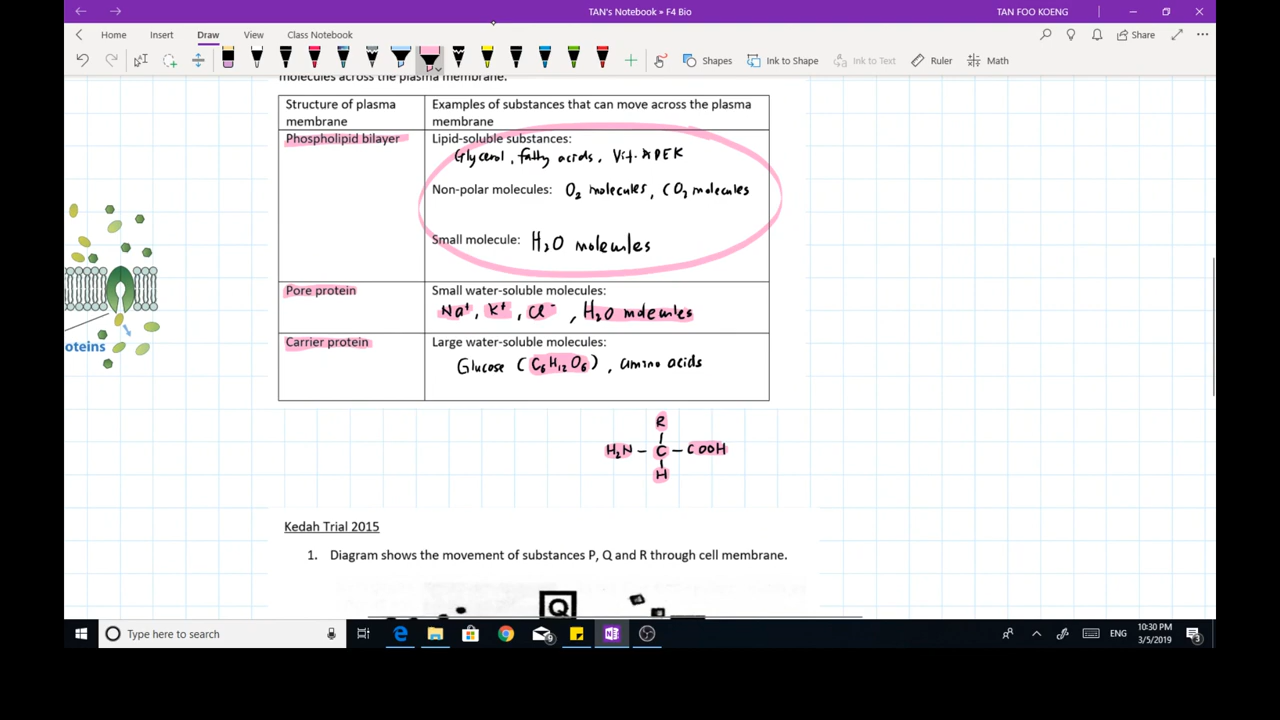 TAN's Notebook » F4 Bio
TAN FOO KOENG
Home Insert Draw View Class Notebook
Share
Shapes Ink to Shape Ink to Text Ruler Math
molecules across the plasma membrane.
Structure of plasma membrane
Examples of substances that can move across the plasma membrane
Phospholipid bilayer
Lipid-soluble substances:
Glycerol, fatty acids, Vit. ADEK
Non-polar molecules: O₂ molecules, CO₂ molecules
Small molecule: H₂O molecules
Pore protein
Small water-soluble molecules:
Na⁺, K⁺, Cl⁻, H₂O molecules
Carrier protein
Large water-soluble molecules:
Glucose (C₆H₁₂O₆), amino acids
oteins
R
H₂N – C – COOH
H
Kedah Trial 2015
1. Diagram shows the movement of substances P, Q and R through cell membrane.
Q
Type here to search
9
ENG
10:30 PM
3/5/2019
3